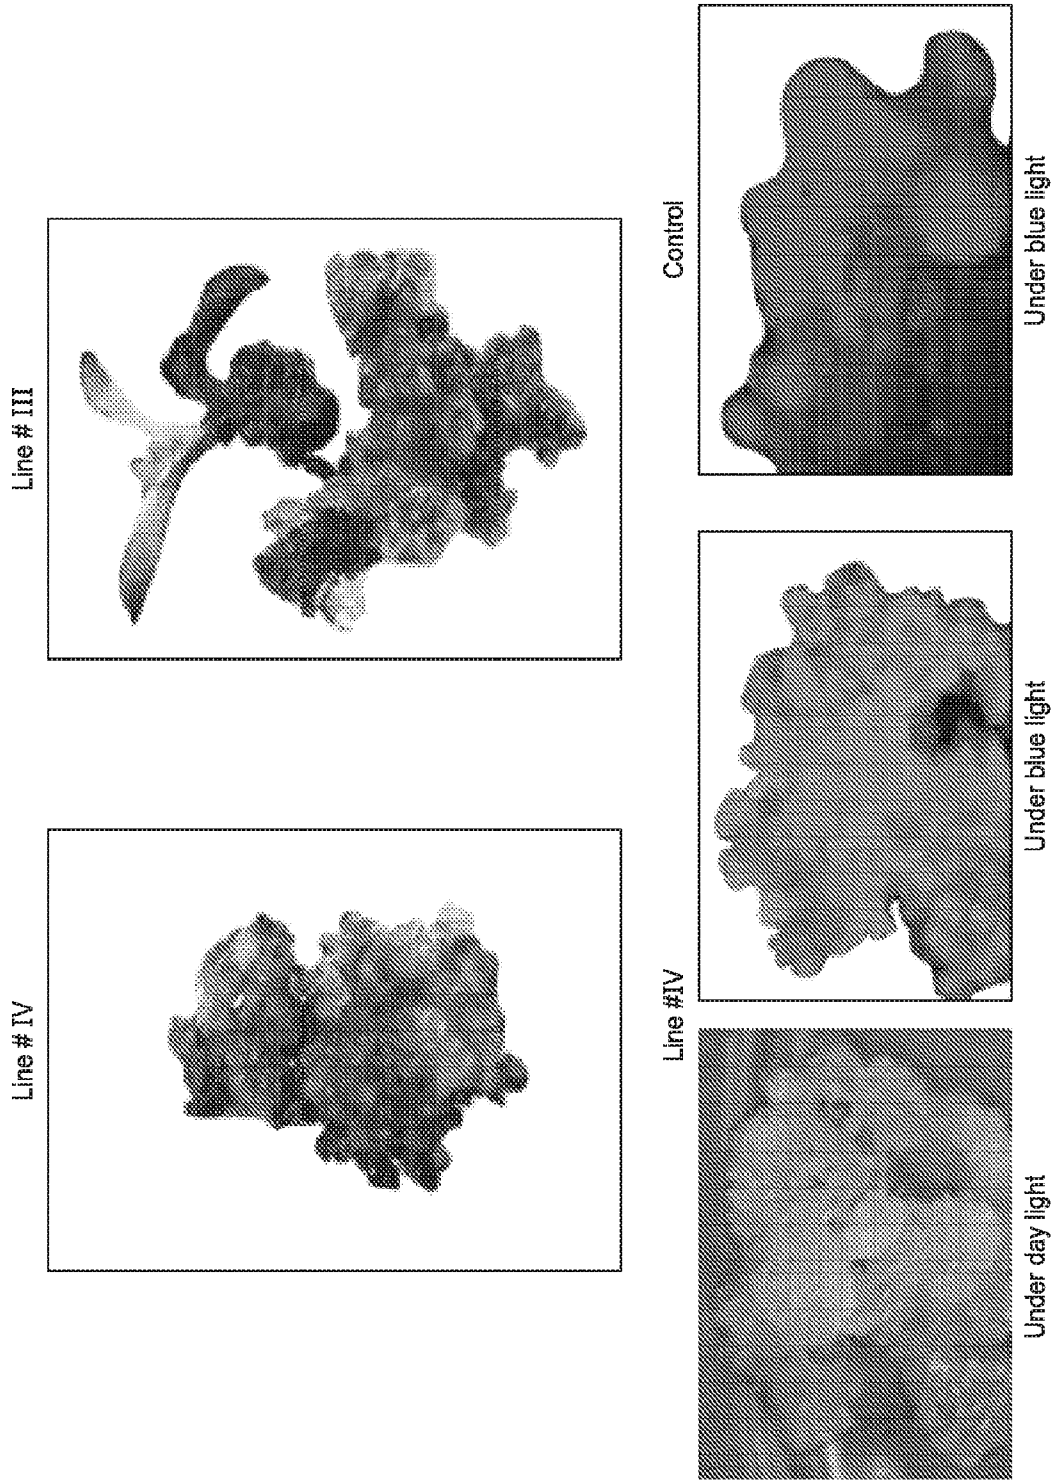 Line # IV
Line # III
Line #IV
Control
Under day light
Under blue light
Under blue light